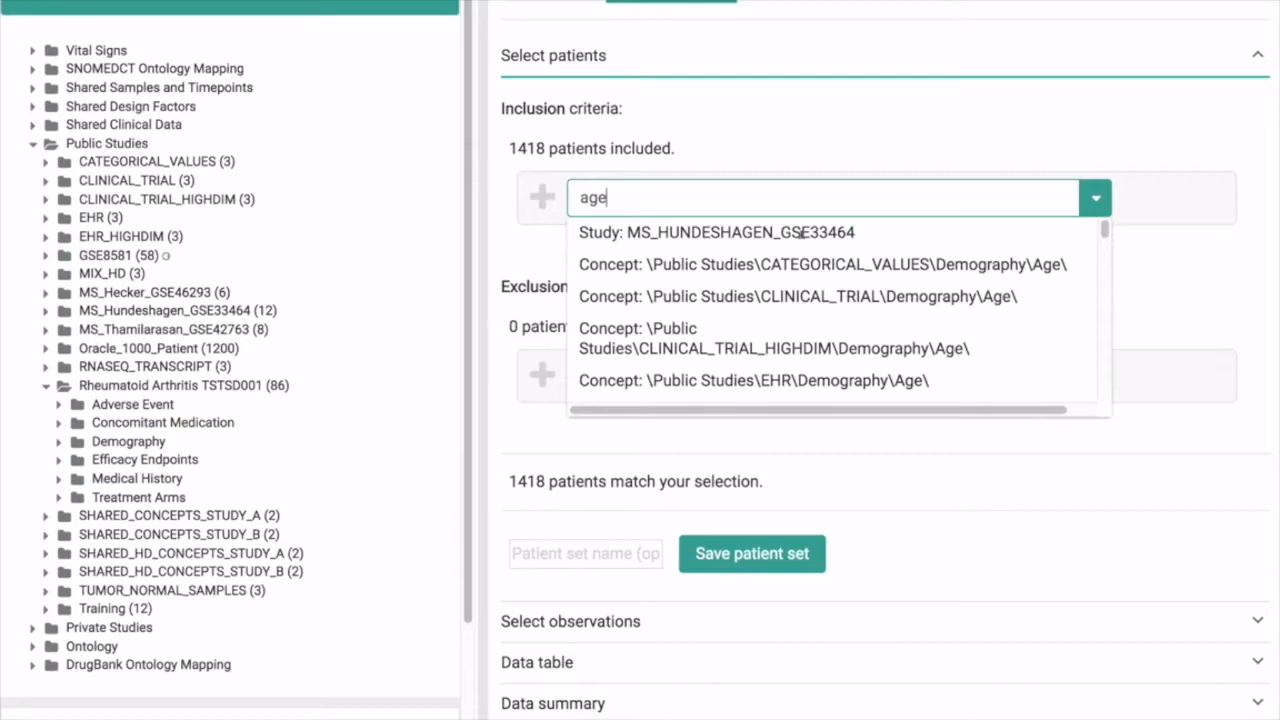 Vital Signs
SNOMEDCT Ontology Mapping
Shared Samples and Timepoints
Shared Design Factors
Shared Clinical Data
Public Studies
CATEGORICAL_VALUES (3)
CLINICAL_TRIAL (3)
CLINICAL_TRIAL_HIGHDIM (3)
EHR (3)
EHR_HIGHDIM (3)
GSE8581 (58)
MIX_HD (3)
MS_Hecker_GSE46293 (6)
MS_Hundeshagen_GSE33464 (12)
MS_Thamilarasan_GSE42763 (8)
Oracle_1000_Patient (1200)
RNASEQ_TRANSCRIPT (3)
Rheumatoid Arthritis TSTSD001 (86)
Adverse Event
Concomitant Medication
Demography
Efficacy Endpoints
Medical History
Treatment Arms
SHARED_CONCEPTS_STUDY_A (2)
SHARED_CONCEPTS_STUDY_B (2)
SHARED_HD_CONCEPTS_STUDY_A (2)
SHARED_HD_CONCEPTS_STUDY_B (2)
TUMOR_NORMAL_SAMPLES (3)
Training (12)
Private Studies
Ontology
DrugBank Ontology Mapping
Select patients
Inclusion criteria:
1418 patients included.
age
Study: MS_HUNDESHAGEN_GSE33464
Concept: \Public Studies\CATEGORICAL_VALUES\Demography\Age\
Concept: \Public Studies\CLINICAL_TRIAL\Demography\Age\
Concept: \Public
Studies\CLINICAL_TRIAL_HIGHDIM\Demography\Age\
Concept: \Public Studies\EHR\Demography\Age\
Exclusion
0 patien
1418 patients match your selection.
Patient set name (op
Save patient set
Select observations
Data table
Data summary